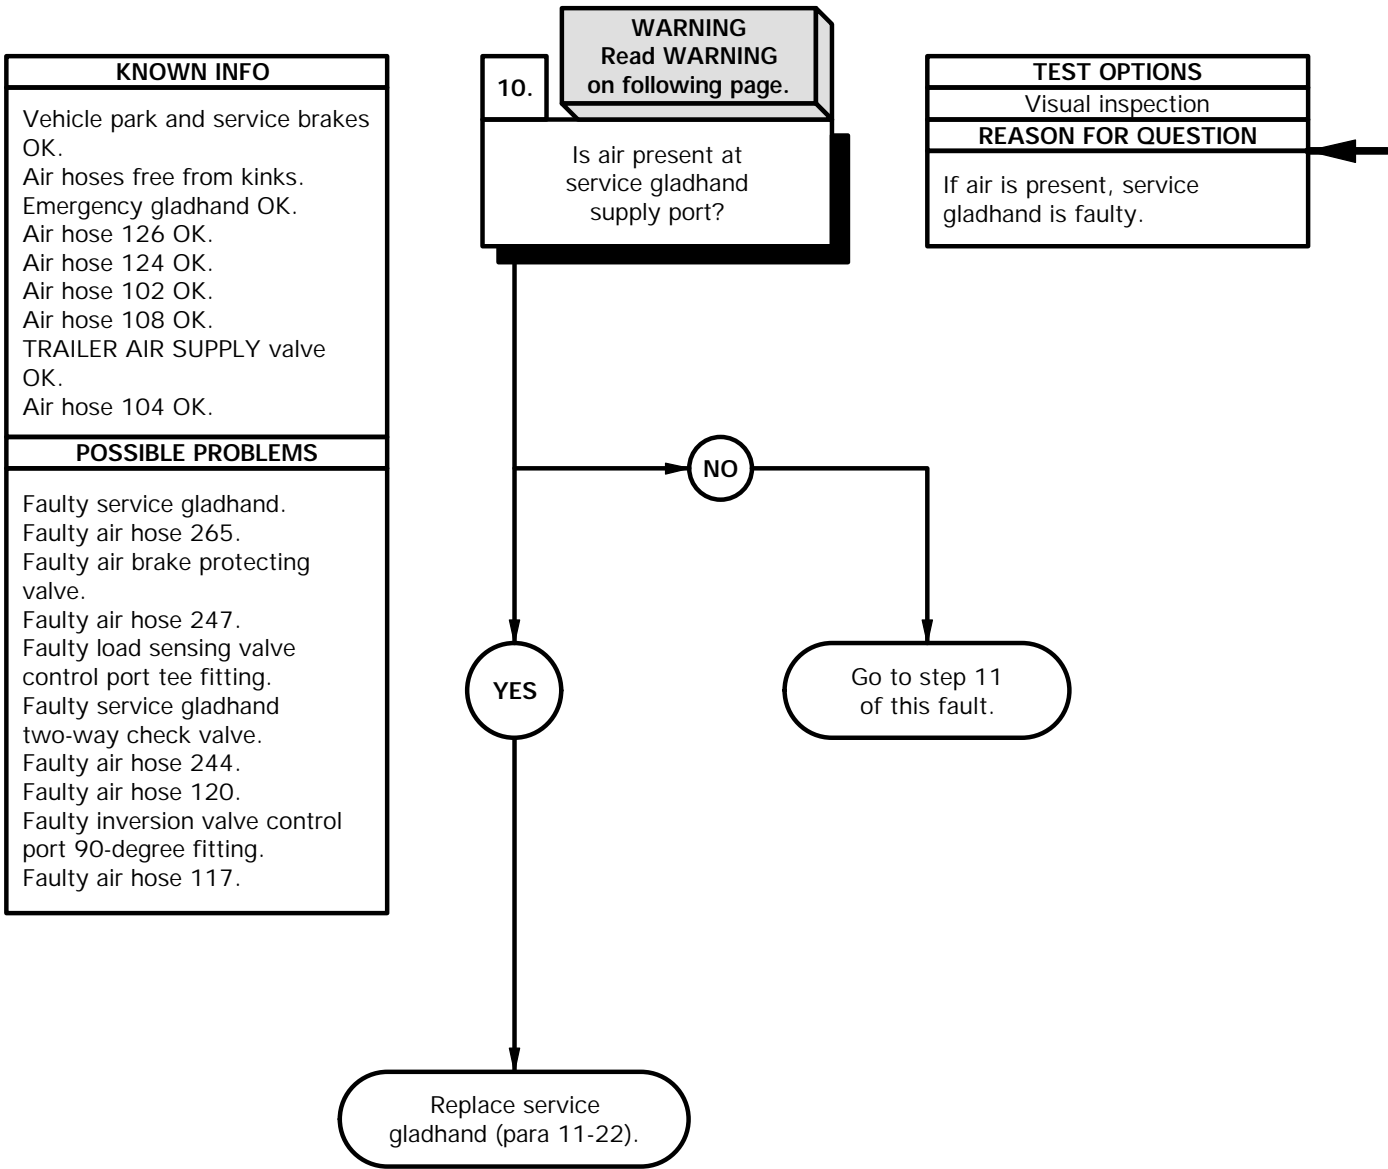 KNOWN INFO
Vehicle park and service brakes
OK.
Air hoses free from kinks.
Emergency gladhand OK.
Air hose 126 OK.
Air hose 124 OK.
Air hose 102 OK.
Air hose 108 OK.
TRAILER AIR SUPPLY valve
OK.
Air hose 104 OK.
POSSIBLE PROBLEMS
Faulty service gladhand.
Faulty air hose 265.
Faulty air brake protecting
valve.
Faulty air hose 247.
Faulty load sensing valve
control port tee fitting.
Faulty service gladhand
two-way check valve.
Faulty air hose 244.
Faulty air hose 120.
Faulty inversion valve control
port 90-degree fitting.
Faulty air hose 117.
WARNING
Read WARNING
on following page.
10.
Is air present at
service gladhand
supply port?
TEST OPTIONS
Visual inspection
REASON FOR QUESTION
If air is present, service
gladhand is faulty.
NO
YES
Go to step 11
of this fault.
Replace service
gladhand (para 11-22).